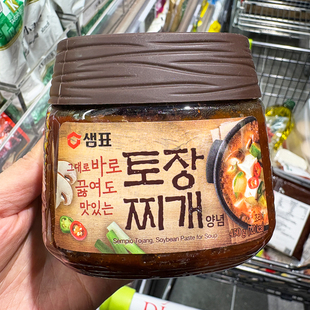 샘표
그대로 바로
끓여도
맛있는
토장
찌개
양념
Sempio Tojang, Soybean Paste for Soup